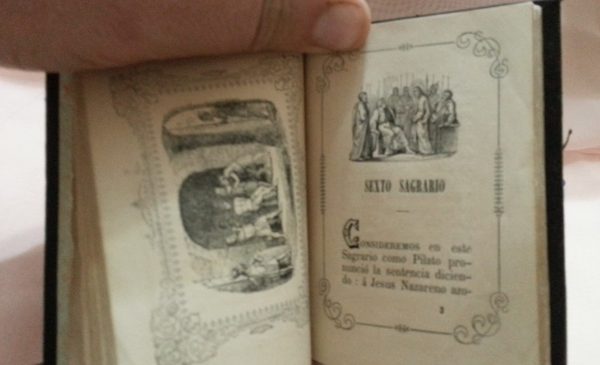 SEXTO SAGRARIO
CONSIDEREMOS en este
Sagrario como Pilato pro-
nunció la sentencia dicien-
do : á Jesus Nazareno azo-
3